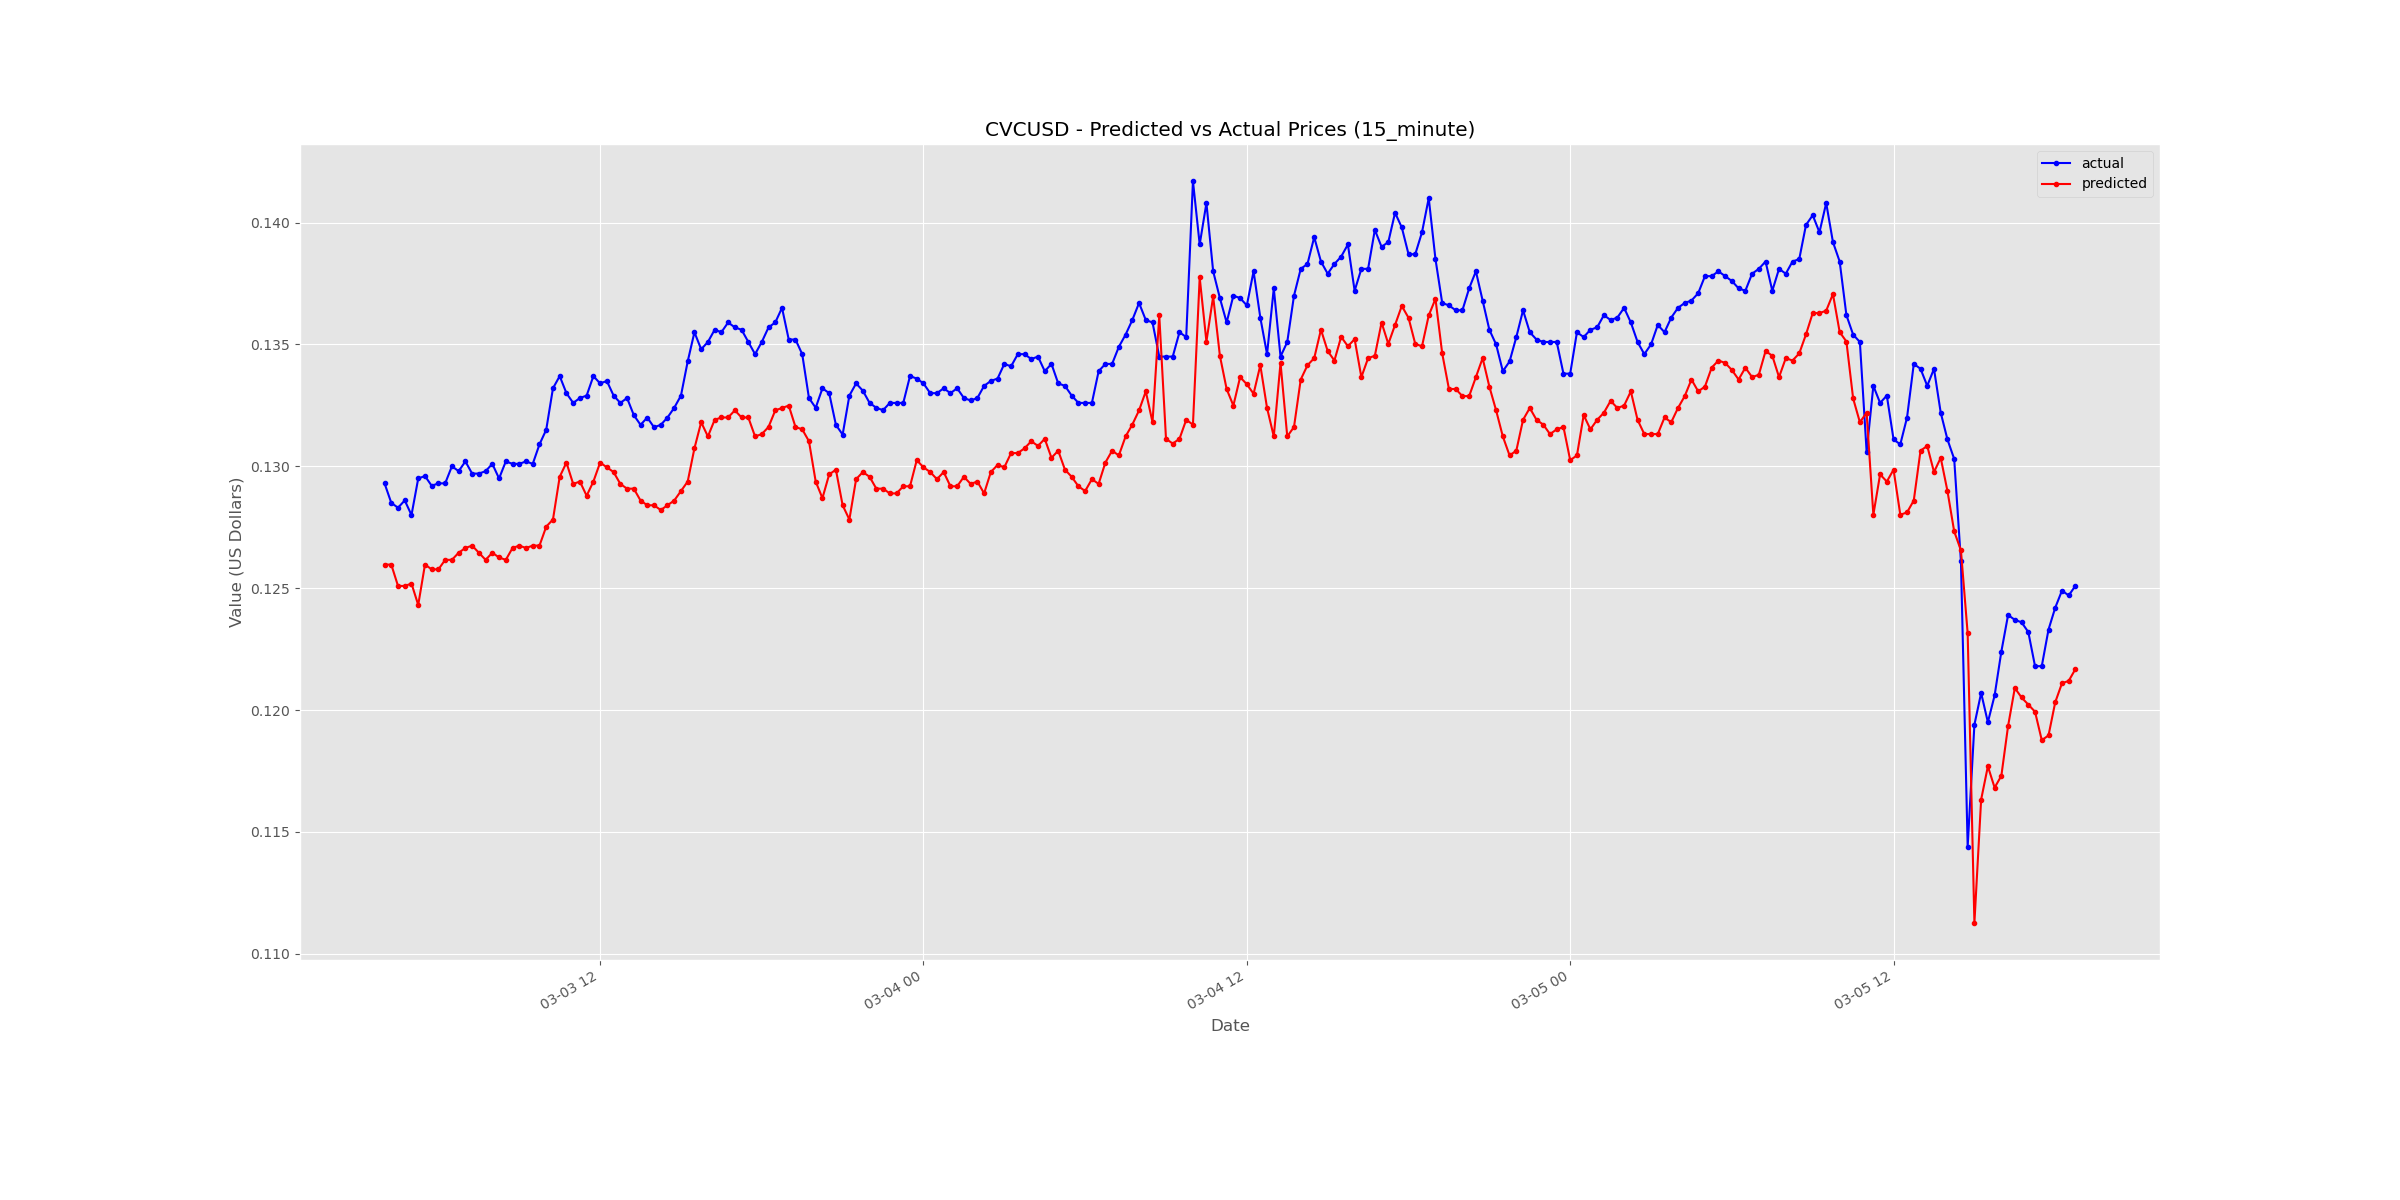 CVCUSD - Predicted vs Actual Prices (15_minute)
actual
predicted
0.140
0.135
0.130
0.125
0.120
0.115
0.110
Value (US Dollars)
03-03 12
03-04 00
03-04 12
03-05 00
03-05 12
Date